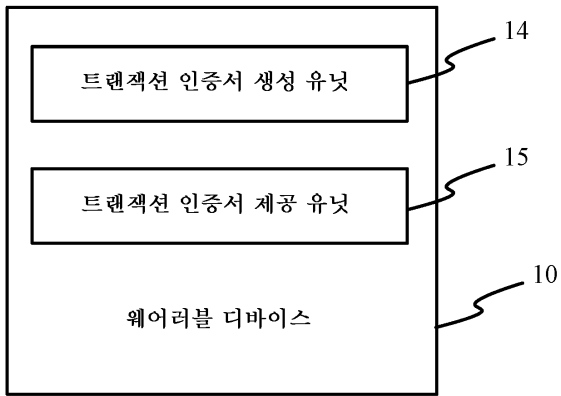 14
트랜잭션 인증서 생성 유닛
15
트랜잭션 인증서 제공 유닛
10
웨어러블 디바이스